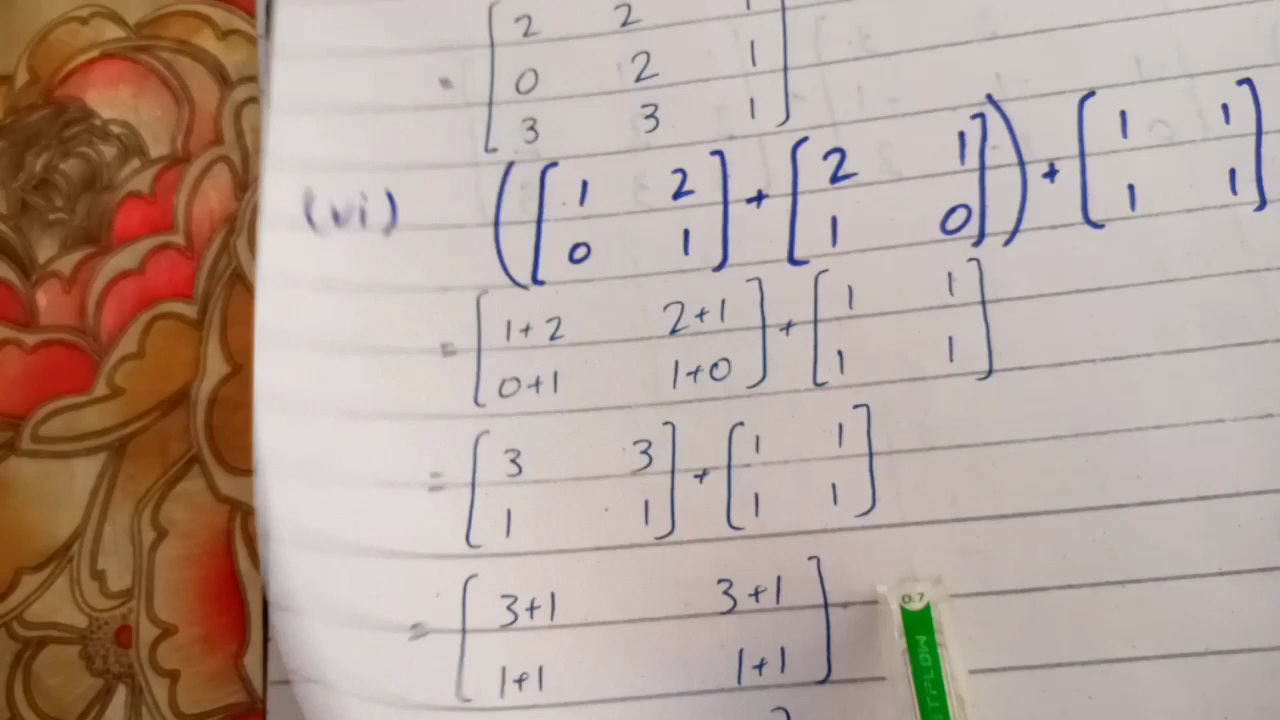 2 2 1
0 2 1
3 3 1
(vi) ([1 2
0 1] + [2 1
1 0]) + [1 1
1 1]
= [1+2 2+1
0+1 1+0] + [1 1
1 1]
= [3 3
1 1] + [1 1
1 1]
= [3+1 3+1
1+1 1+1]
0.7